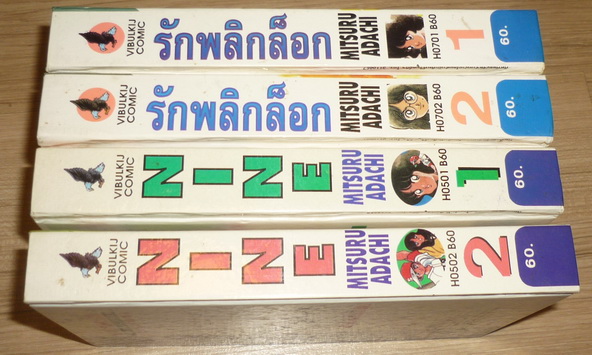 VIBULKIJ
COMIC
รักพลิกล็อก
MITSURU
ADACHI
H0701 B60
1
60.
VIBULKIJ
COMIC
รักพลิกล็อก
MITSURU
ADACHI
H0702 B60
2
60.
VIBULKIJ
COMIC
NINE
MITSURU
ADACHI
H0501 B60
1
60.
VIBULKIJ
COMIC
NINE
MITSURU
ADACHI
H0502 B60
2
60.